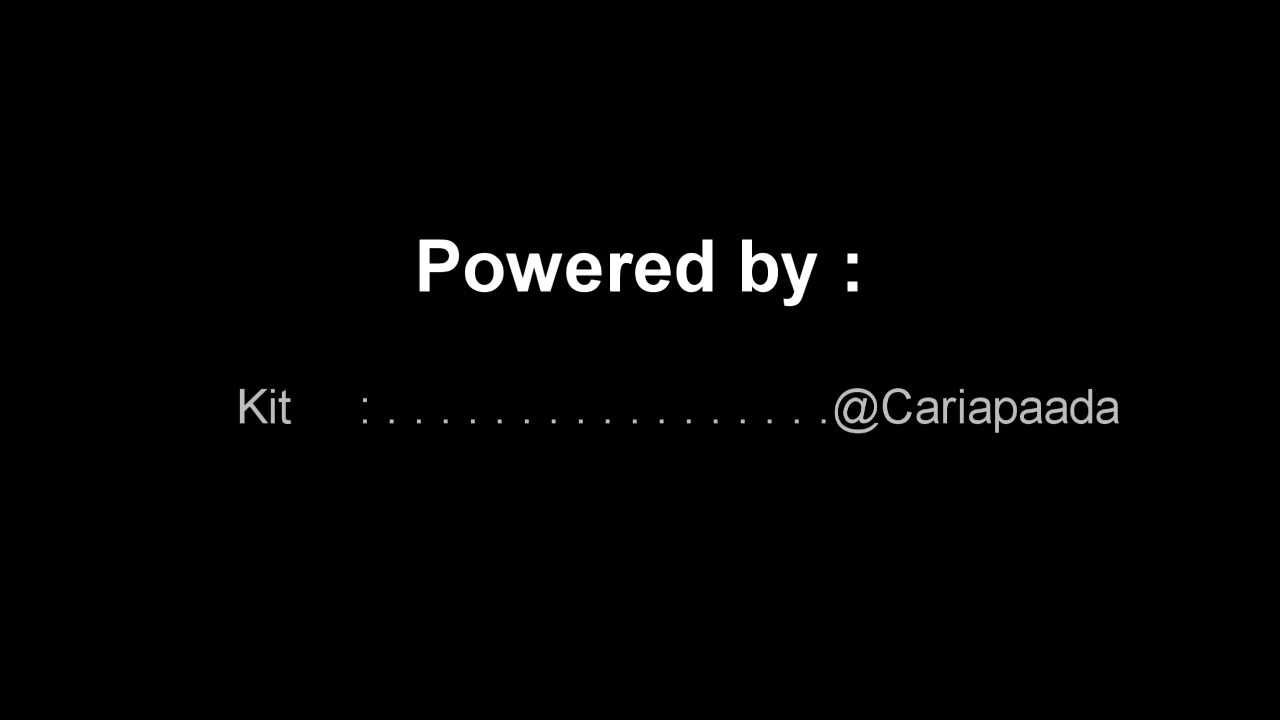 Powered by :
Kit : . . . . . . . . . . . . . . . . .@Cariapaada